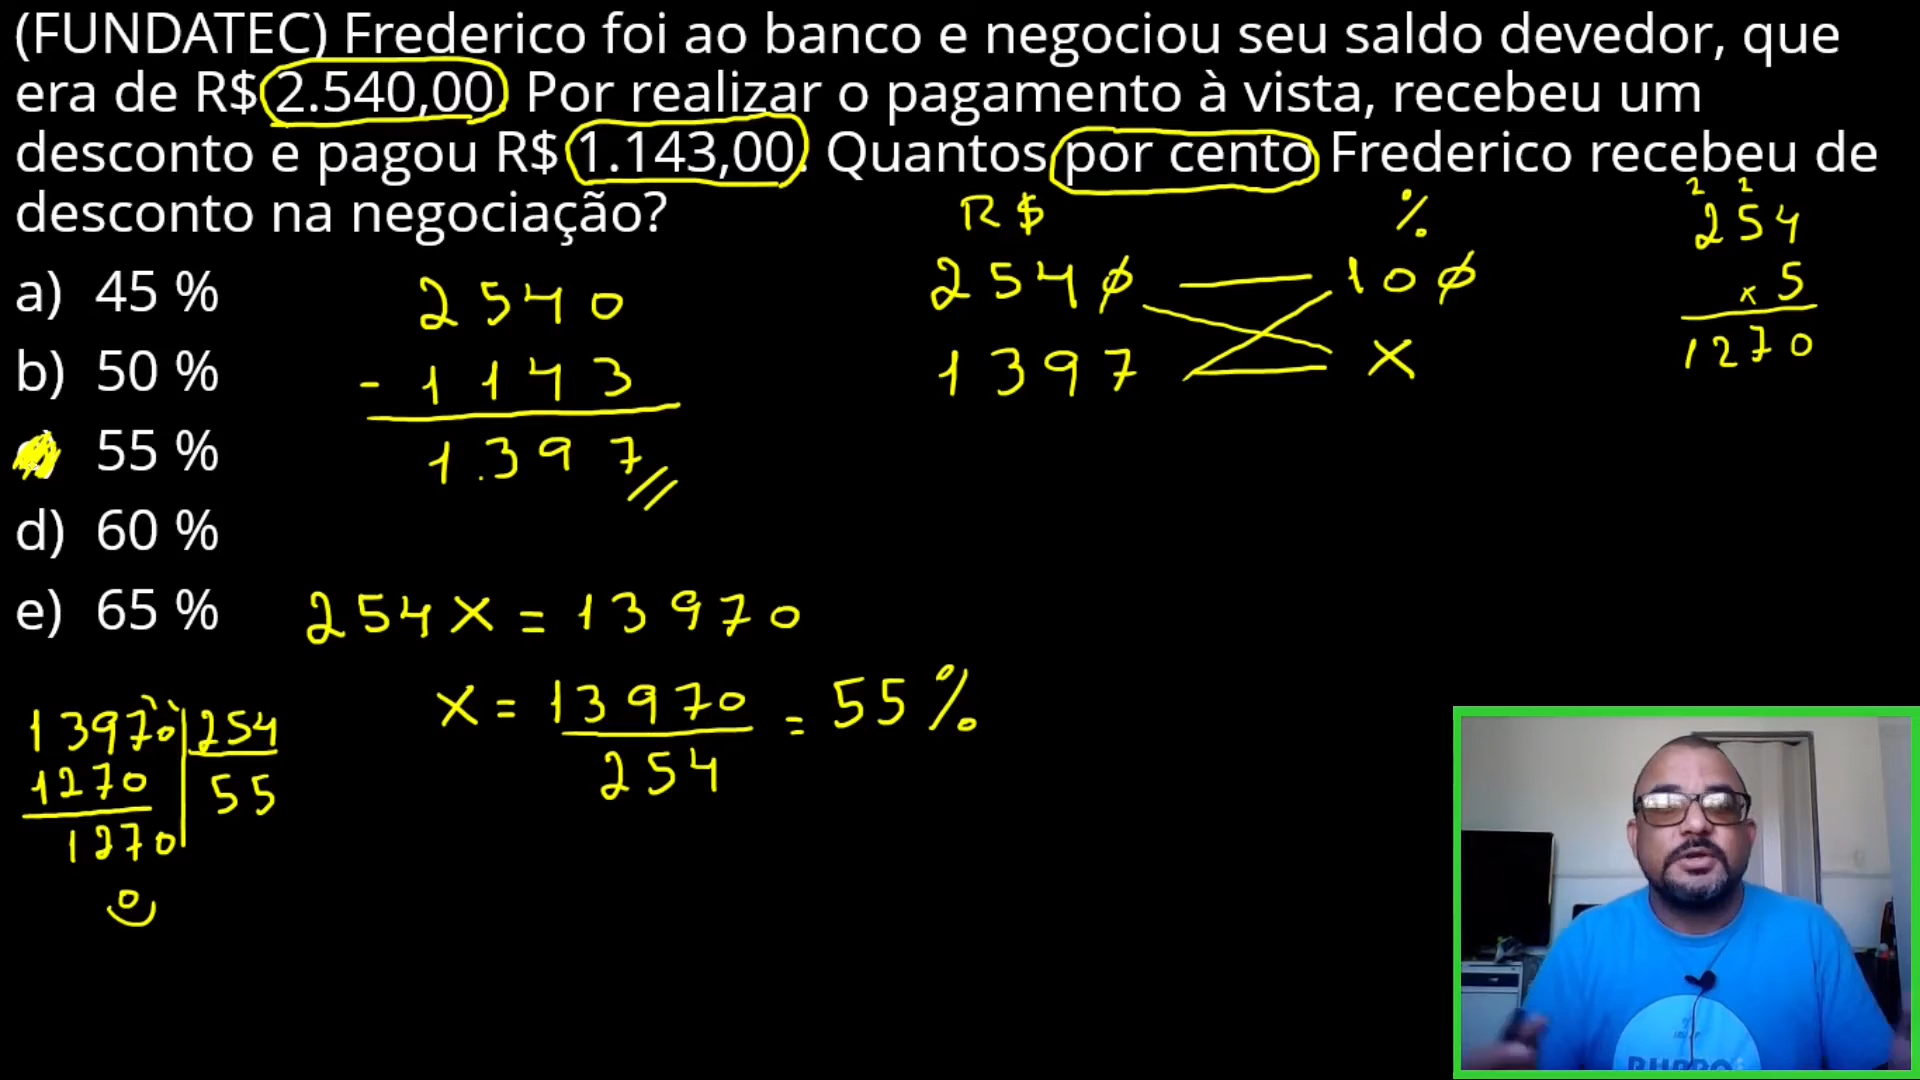 (FUNDATEC) Frederico foi ao banco e negociou seu saldo devedor, que
era de R$ 2.540,00. Por realizar o pagamento à vista, recebeu um
desconto e pagou R$ 1.143,00. Quantos por cento Frederico recebeu de
desconto na negociação?
a) 45 %
b) 50 %
55 %
d) 60 %
e) 65 %
2540
- 1143
1.397
R$ %
2540 100
1397 x
2 2
254
x 5
1270
254x = 13970
x = 13970 = 55%
254
13970 254
1270 55
1270
0